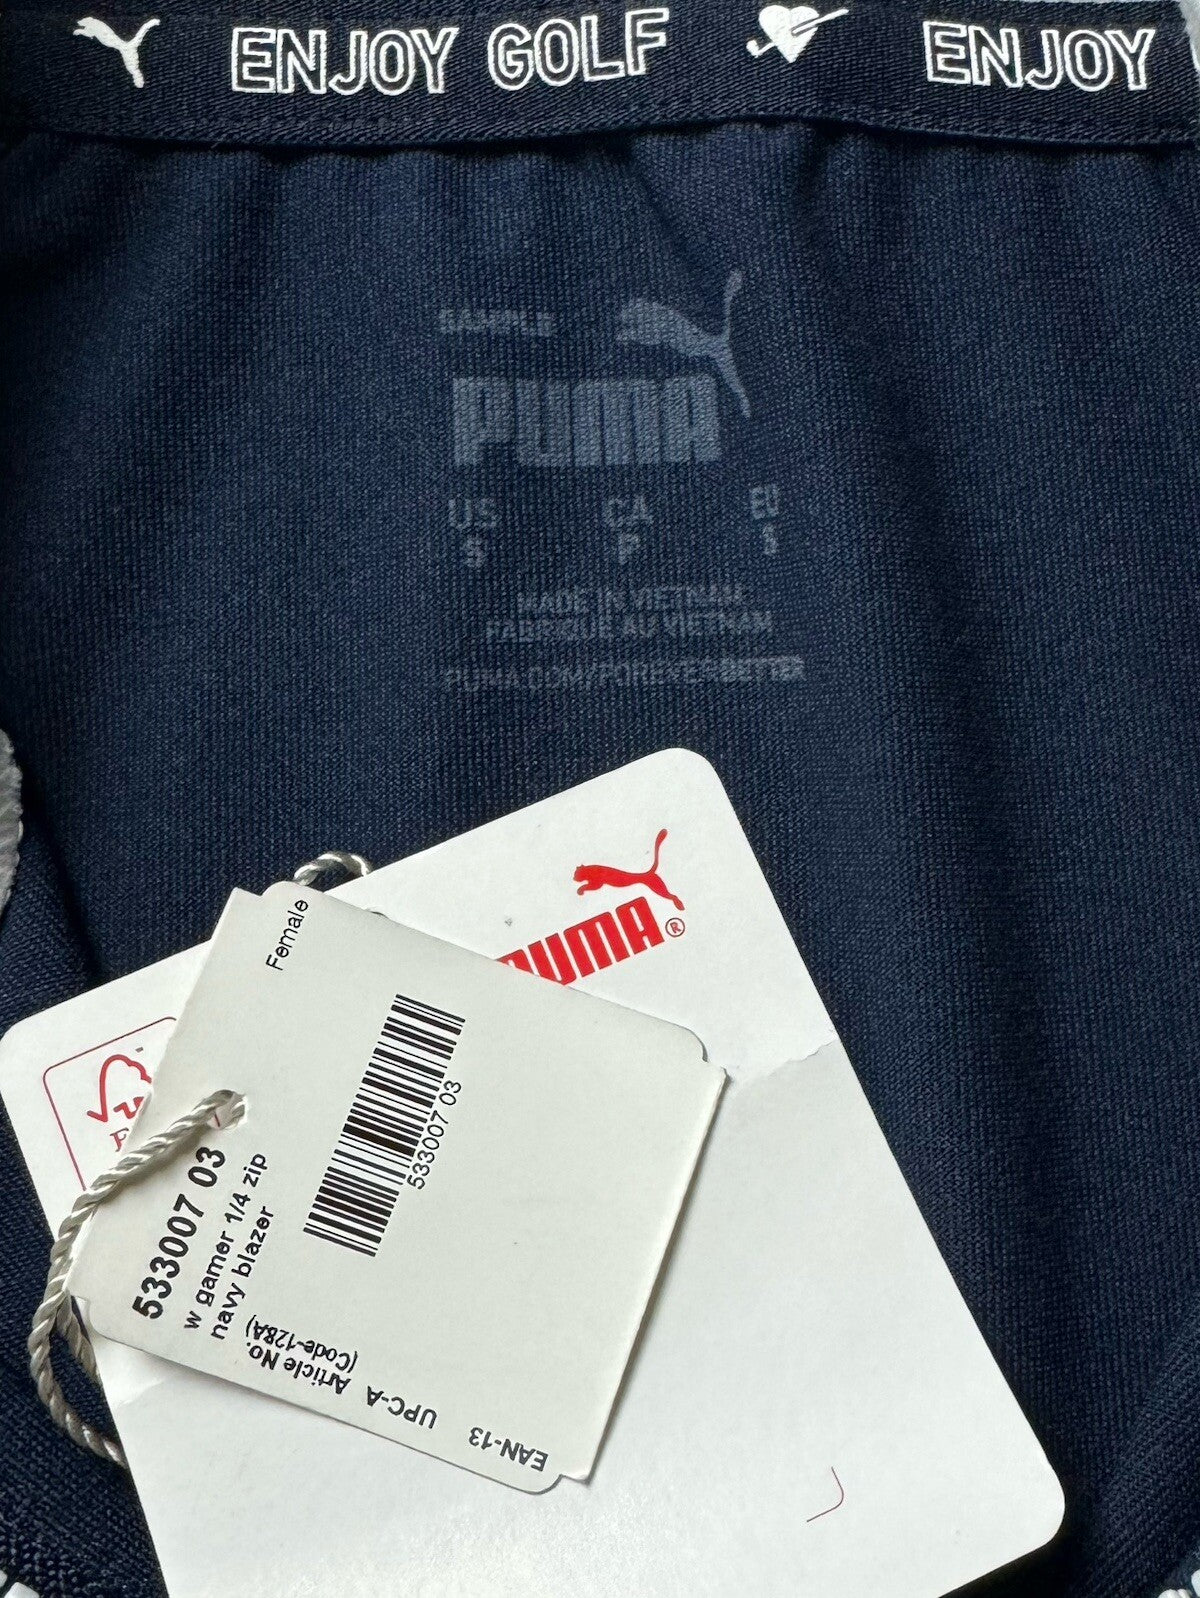 ENJOY GOLF ENJOY
SAMPLE
PUMA
US CA EU
S P S
MADE IN VIETNAM
FABRIQUE AU VIETNAM
PUMA.COM/FOREVERBETTER
PUMA®
Female
533007 03
533007 03
w gamer 1/4 zip
navy blazer
Article No.
(Code-128A)
UPC-A
EAN-13